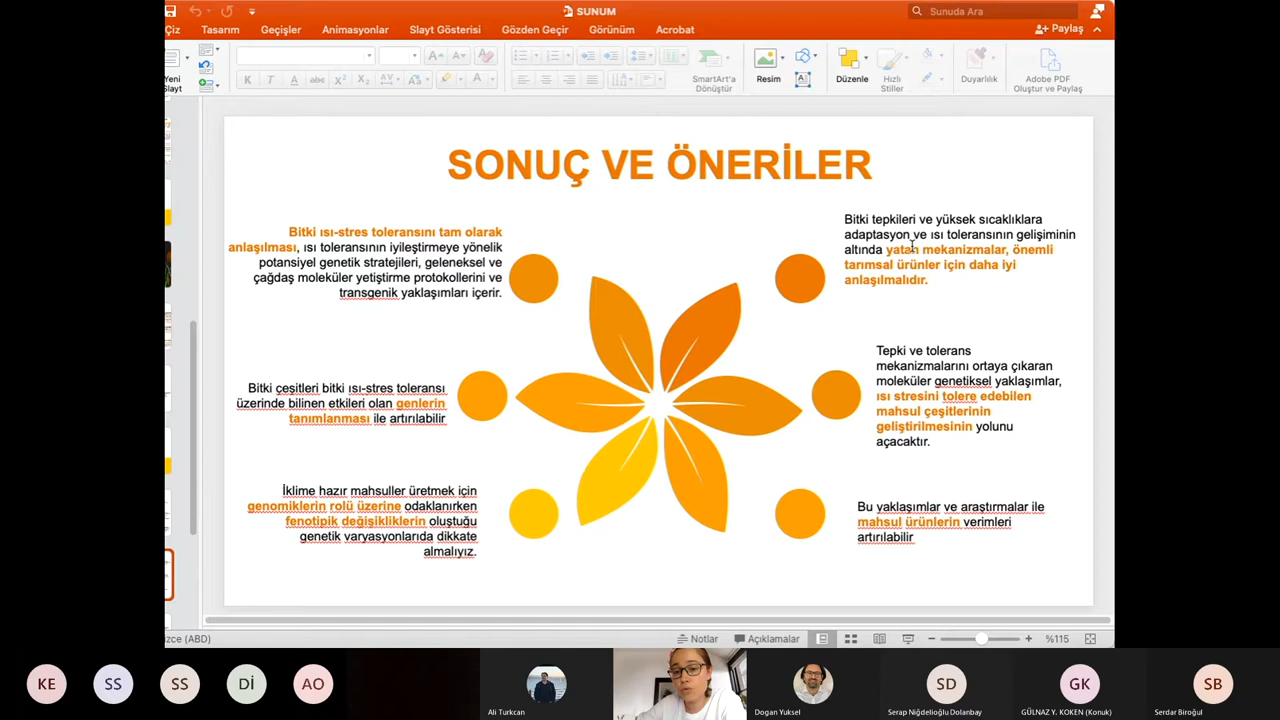 SUNUM
Sunuda Ara
Çiz
Tasarım
Geçişler
Animasyonlar
Slayt Gösterisi
Gözden Geçir
Görünüm
Acrobat
Paylaş
Yeni
Slayt
K
T
A
abc
X²
X₂
SmartArt'a
Dönüştür
Resim
Düzenle
Hızlı
Stiller
Duyarlılık
Adobe PDF
Oluştur ve Paylaş
SONUÇ VE ÖNERİLER
Bitki ısı-stres toleransını tam olarak
anlaşılması, ısı toleransının iyileştirmeye yönelik
potansiyel genetik stratejileri, geleneksel ve
çağdaş moleküler yetiştirme protokollerini ve
transgenik yaklaşımları içerir.
Bitki tepkileri ve yüksek sıcaklıklara
adaptasyon ve ısı toleransının gelişiminin
altında yatan mekanizmalar, önemli
tarımsal ürünler için daha iyi
anlaşılmalıdır.
Bitki çeşitleri bitki ısı-stres toleransı
üzerinde bilinen etkileri olan genlerin
tanımlanması ile artırılabilir
Tepki ve tolerans
mekanizmalarını ortaya çıkaran
moleküler genetiksel yaklaşımlar,
ısı stresini tolere edebilen
mahsul çeşitlerinin
geliştirilmesinin yolunu
açacaktır.
İklime hazır mahsuller üretmek için
genomiklerin rolü üzerine odaklanırken
fenotipik değişikliklerin oluştuğu
genetik varyasyonlarıda dikkate
almalıyız.
Bu yaklaşımlar ve araştırmalar ile
mahsul ürünlerin verimleri
artırılabilir
izce (ABD)
Notlar
Açıklamalar
%115
KE
SS
SS
Dİ
AO
Ali Turkcan
Dogan Yuksel
SD
Serap Niğdelioğlu Dolanbay
GK
GÜLNAZ Y. KOKEN (Konuk)
SB
Serdar Biroğul